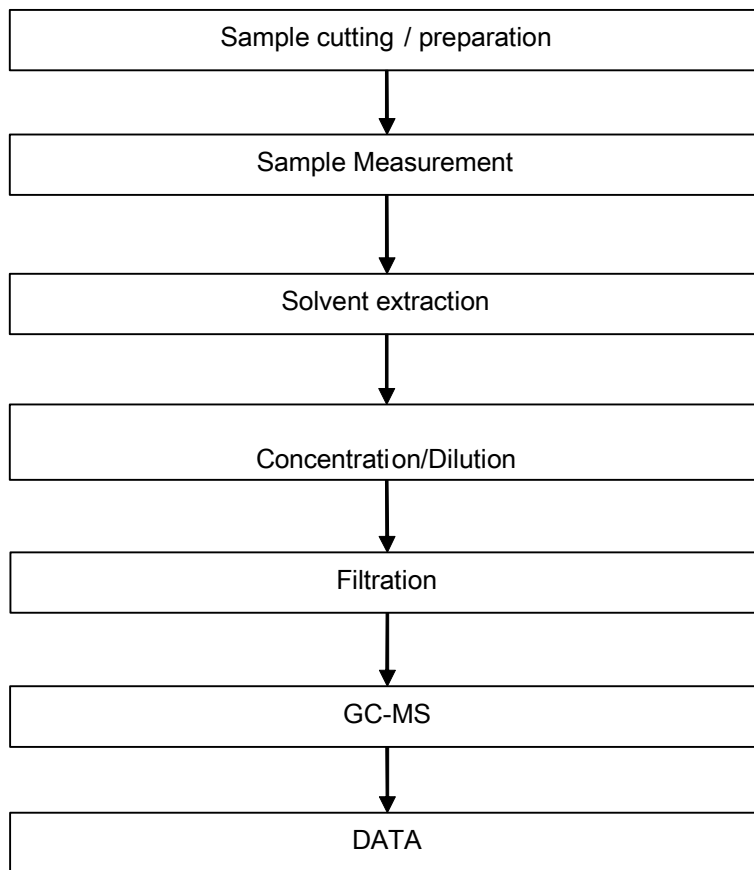 Sample cutting / preparation
Sample Measurement
Solvent extraction
Concentration/Dilution
Filtration
GC-MS
DATA